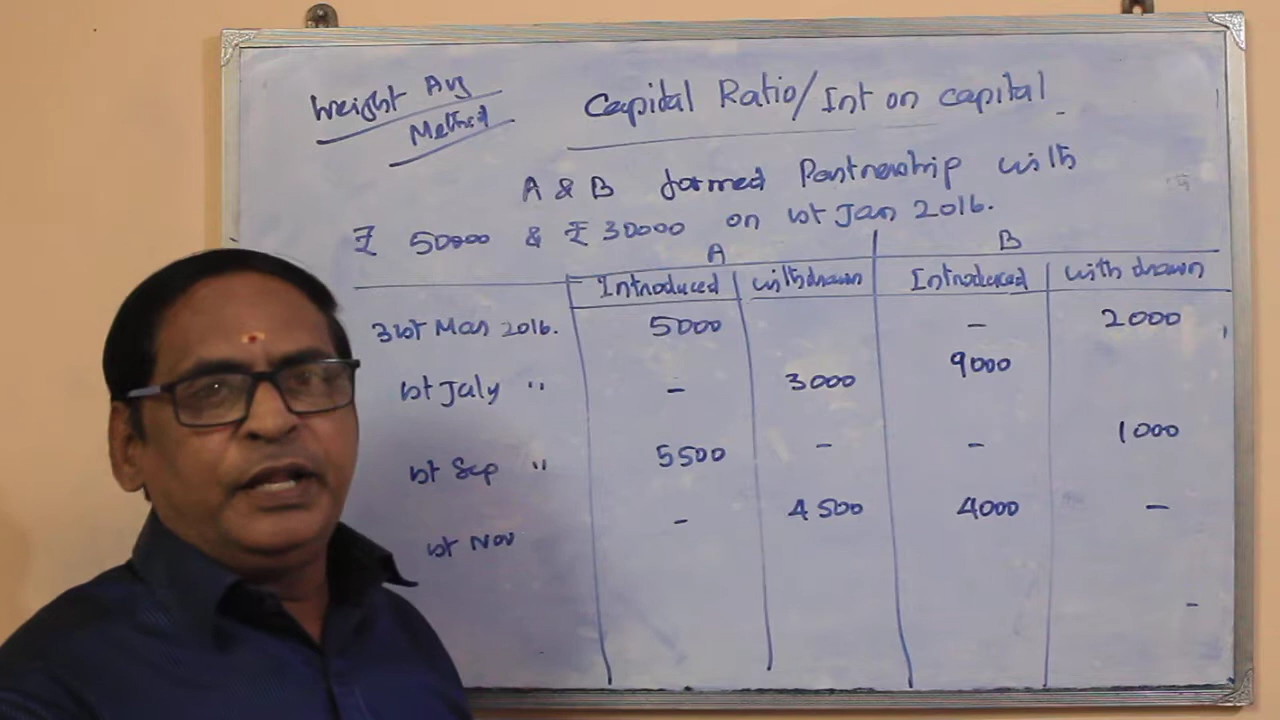 Weight Avg
Method
Capital Ratio/Int on capital
A & B formed Partnership with
₹ 50000 & ₹ 30000 on 1st Jan 2016.
A B
Introduced withdrawn Introduced withdrawn
31st Mar 2016. 5000 - 2000
1st July " - 3000 9000
1st Sep " 5500 - - 1000
1st Nov - 4500 4000 -